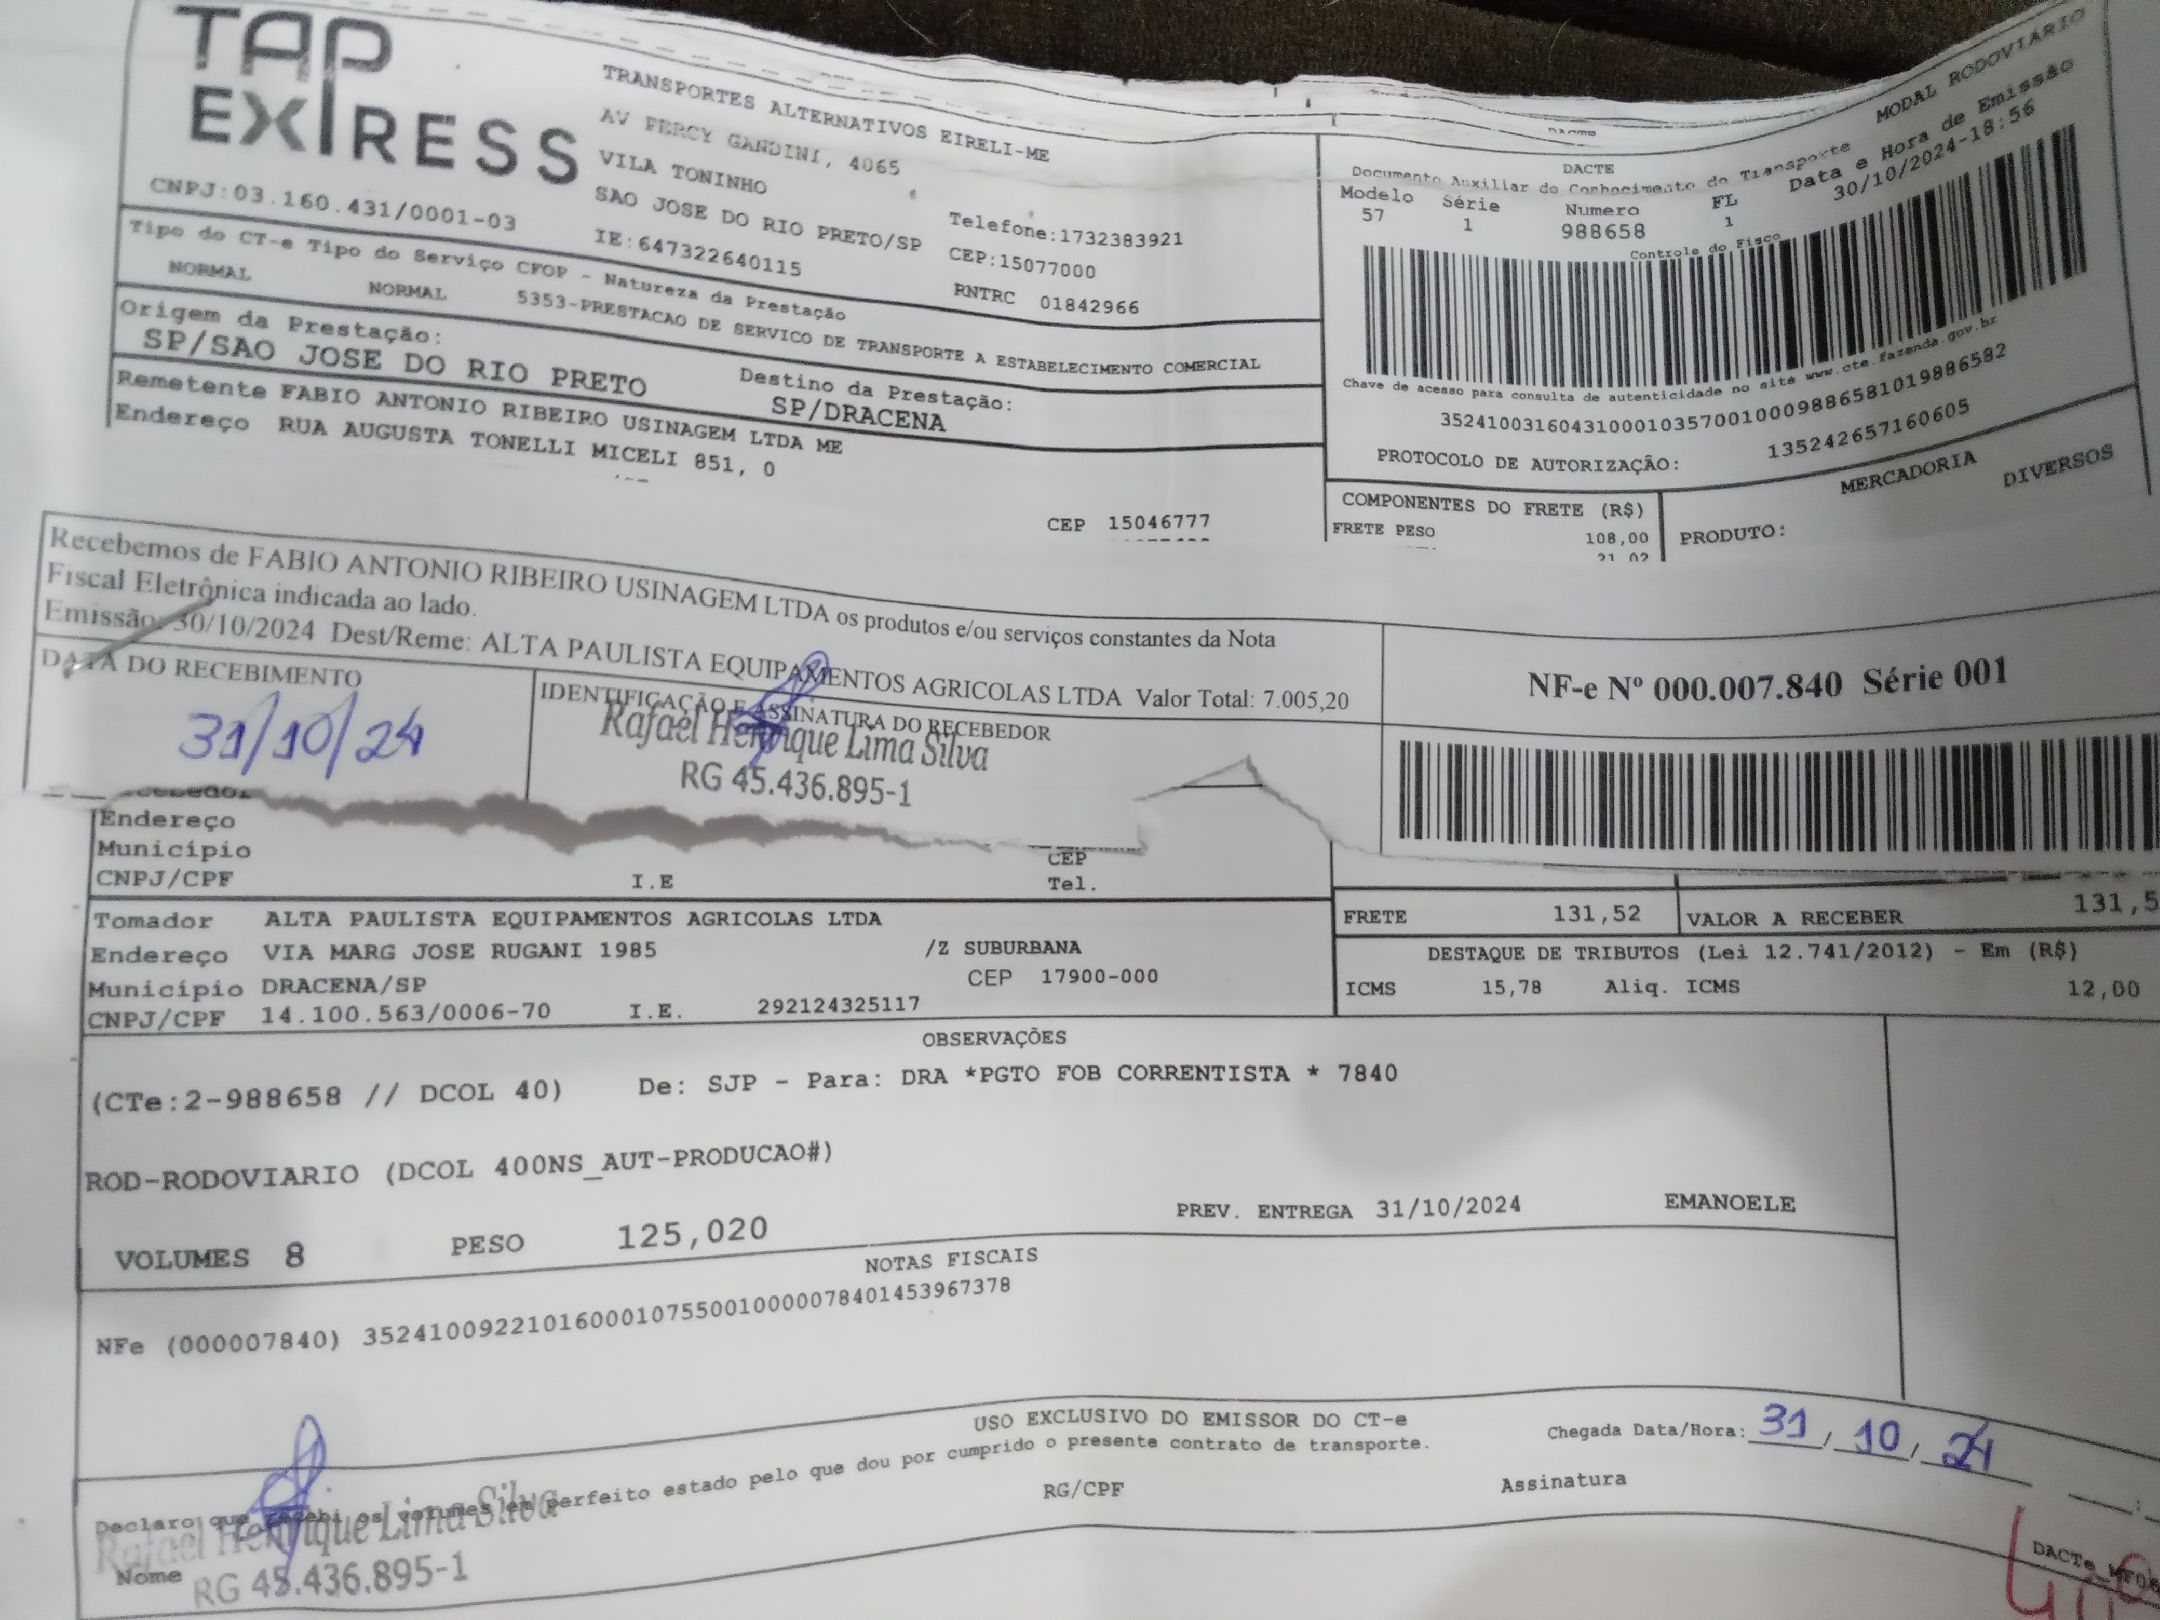 TAP
EXPRESS
TRANSPORTES ALTERNATIVOS EIRELI-ME
AV PERCY GANDINI, 4065
VILA TONINHO
SAO JOSE DO RIO PRETO/SP
Telefone:1732383921
CNPJ:03.160.431/0001-03
IE:647322640115
CEP:15077000
RNTRC 01842966
MODAL RODOVIARIO
DACTE
Documento Auxiliar do Conhecimento do Transporte
Data e Hora de Emissão
30/10/2024-18:56
Modelo Série Numero FL
57 1 988658 1
Controle do Fisco
Chave de acesso para consulta de autenticidade no sité www.cte.fazenda.gov.br
35241003160431000103570010009886581019886582
PROTOCOLO DE AUTORIZAÇÃO: 135242657160605
Tipo do CT-e Tipo do Serviço CFOP - Natureza da Prestação
NORMAL NORMAL 5353-PRESTACAO DE SERVICO DE TRANSPORTE A ESTABELECIMENTO COMERCIAL
Origem da Prestação:
SP/SAO JOSE DO RIO PRETO
Destino da Prestação:
SP/DRACENA
Remetente FABIO ANTONIO RIBEIRO USINAGEM LTDA ME
Endereço RUA AUGUSTA TONELLI MICELI 851, 0
CEP 15046777
COMPONENTES DO FRETE (R$)
FRETE PESO 108,00
21,02
MERCADORIA
PRODUTO: DIVERSOS
Recebemos de FABIO ANTONIO RIBEIRO USINAGEM LTDA os produtos e/ou serviços constantes da Nota
Fiscal Eletrônica indicada ao lado.
Emissão: 30/10/2024 Dest/Reme: ALTA PAULISTA EQUIPAMENTOS AGRICOLAS LTDA Valor Total: 7.005,20
DATA DO RECEBIMENTO
31/10/24
IDENTIFICAÇÃO E ASSINATURA DO RECEBEDOR
Rafael Henrique Lima Silva
RG 45.436.895-1
NF-e Nº 000.007.840 Série 001
Endereço
Município CEP
CNPJ/CPF I.E Tel.
Tomador ALTA PAULISTA EQUIPAMENTOS AGRICOLAS LTDA
Endereço VIA MARG JOSE RUGANI 1985 /Z SUBURBANA
Município DRACENA/SP CEP 17900-000
CNPJ/CPF 14.100.563/0006-70 I.E. 292124325117
FRETE 131,52 VALOR A RECEBER 131,5
DESTAQUE DE TRIBUTOS (Lei 12.741/2012) - Em (R$)
ICMS 15,78 Aliq. ICMS 12,00
OBSERVAÇÕES
(CTe:2-988658 // DCOL 40) De: SJP - Para: DRA *PGTO FOB CORRENTISTA * 7840
ROD-RODOVIARIO (DCOL 400NS_AUT-PRODUCAO#)
PREV. ENTREGA 31/10/2024 EMANOELE
VOLUMES 8 PESO 125,020
NOTAS FISCAIS
NFe (000007840) 35241009221016000107550010000078401453967378
USO EXCLUSIVO DO EMISSOR DO CT-e
Declaro que recebi os volumes em perfeito estado pelo que dou por cumprido o presente contrato de transporte.
Chegada Data/Hora: 31/10/24
RG/CPF
Assinatura
Rafael Henrique Lima Silva
Nome
RG 45.436.895-1